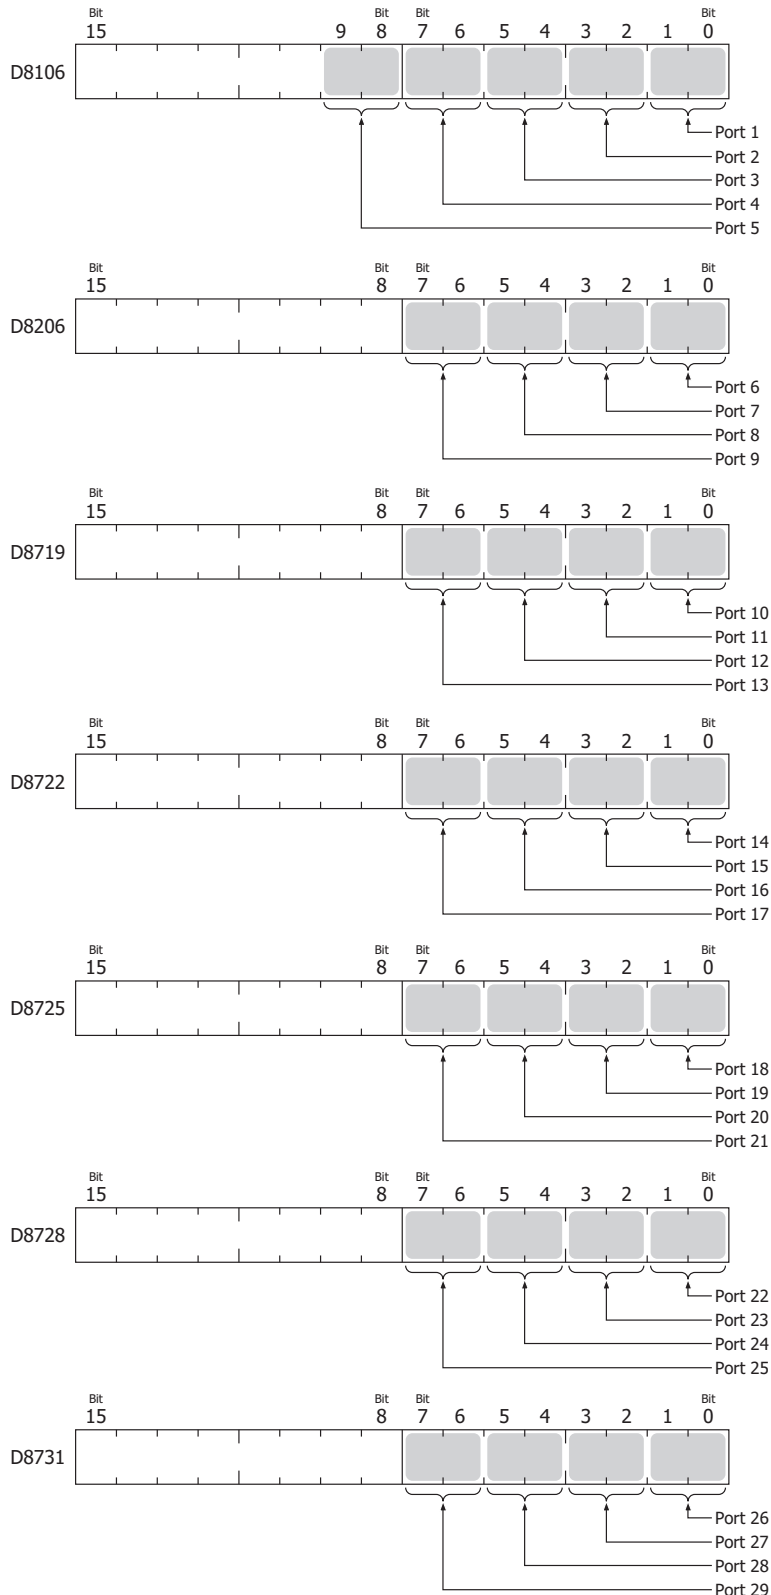 Bit Bit Bit Bit
15 9 8 7 6 5 4 3 2 1 0
D8106
Port 1
Port 2
Port 3
Port 4
Port 5
Bit Bit Bit Bit
15 8 7 6 5 4 3 2 1 0
D8206
Port 6
Port 7
Port 8
Port 9
Bit Bit Bit Bit
15 8 7 6 5 4 3 2 1 0
D8719
Port 10
Port 11
Port 12
Port 13
Bit Bit Bit Bit
15 8 7 6 5 4 3 2 1 0
D8722
Port 14
Port 15
Port 16
Port 17
Bit Bit Bit Bit
15 8 7 6 5 4 3 2 1 0
D8725
Port 18
Port 19
Port 20
Port 21
Bit Bit Bit Bit
15 8 7 6 5 4 3 2 1 0
D8728
Port 22
Port 23
Port 24
Port 25
Bit Bit Bit Bit
15 8 7 6 5 4 3 2 1 0
D8731
Port 26
Port 27
Port 28
Port 29